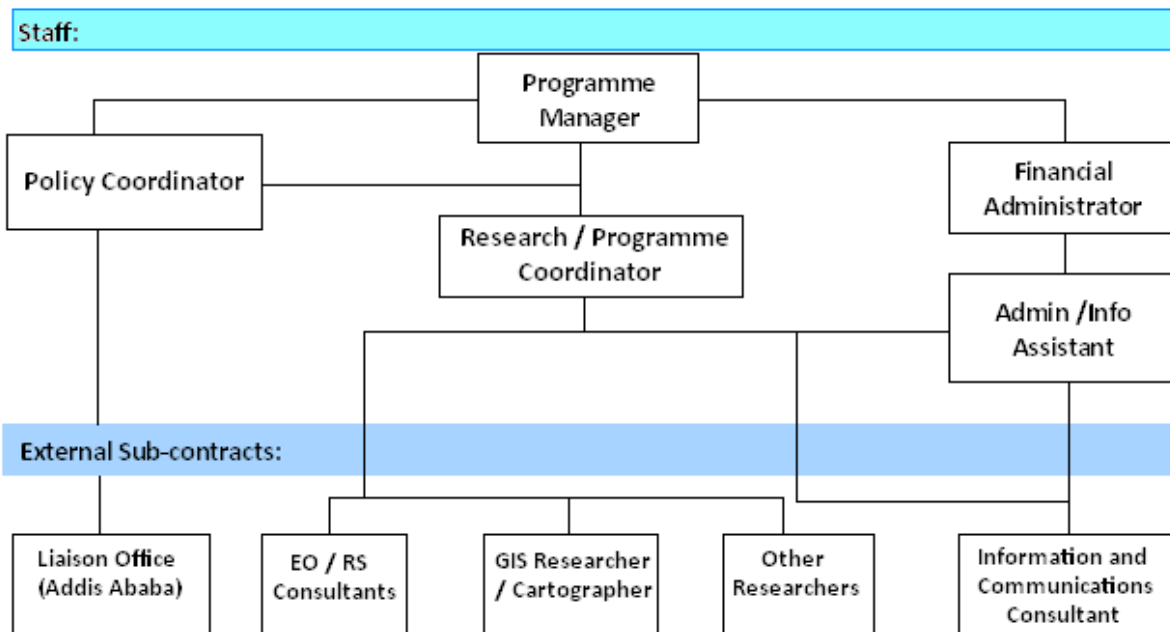 Staff:
Programme
Manager
Policy Coordinator
Financial
Administrator
Research / Programme
Coordinator
Admin /Info
Assistant
External Sub-contracts:
Liaison Office
(Addis Ababa)
EO / RS
Consultants
GIS Researcher
/ Cartographer
Other
Researchers
Information and
Communications
Consultant